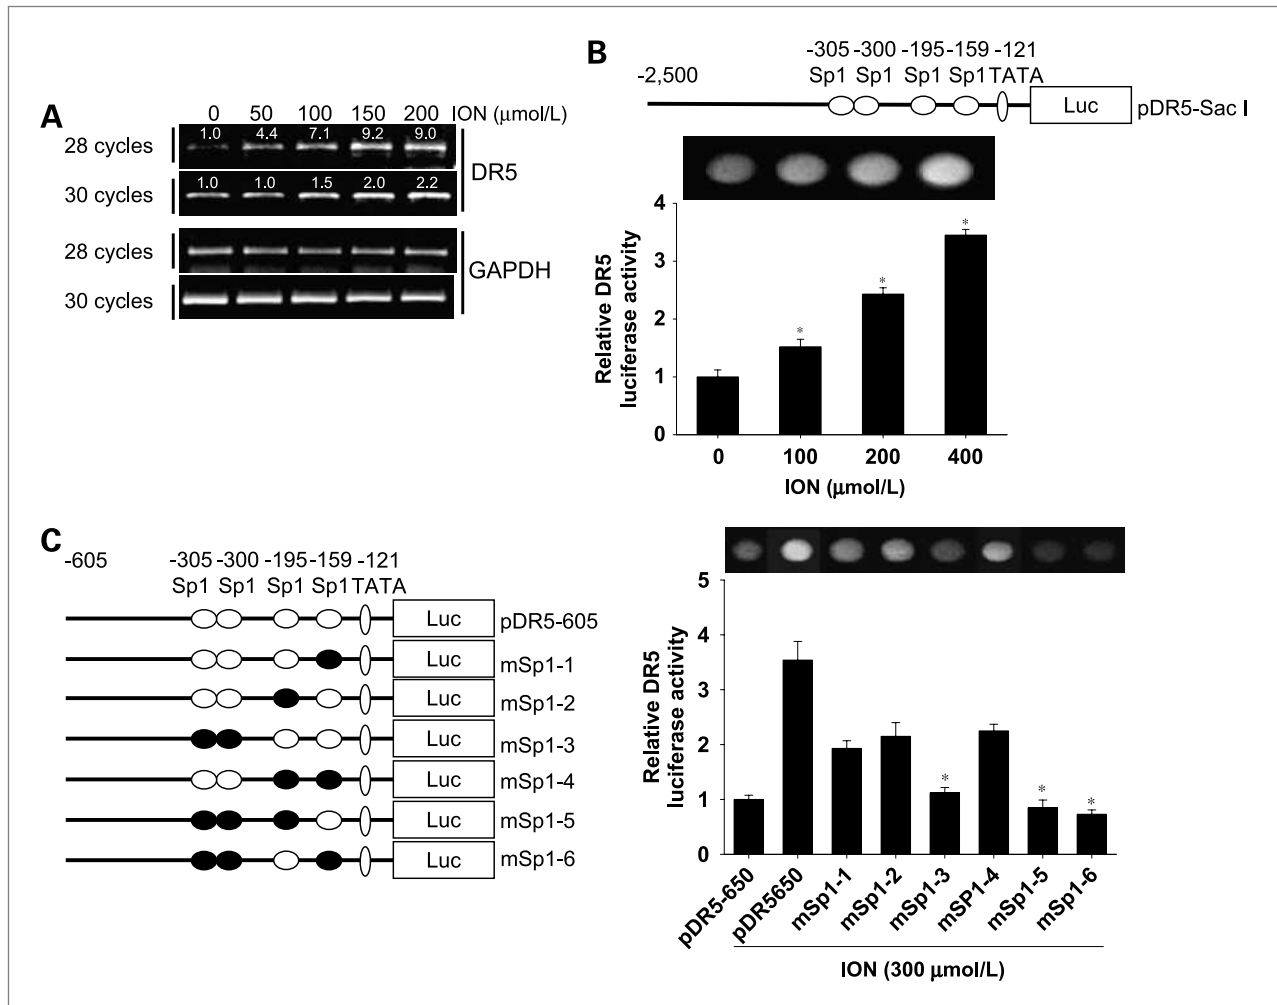 A
0 50 100 150 200 ION (μmol/L)
28 cycles 1.0 4.4 7.1 9.2 9.0
DR5
30 cycles 1.0 1.0 1.5 2.0 2.2
28 cycles
GAPDH
30 cycles
B
-305 -300 -195 -159 -121
-2,500 Sp1 Sp1 Sp1 Sp1 TATA
Luc pDR5-Sac I
Relative DR5
luciferase activity
4
3
2
1
0
* * *
0 100 200 400
ION (μmol/L)
C
-605 -305 -300 -195 -159 -121
Sp1 Sp1 Sp1 Sp1 TATA
Luc pDR5-605
Luc mSp1-1
Luc mSp1-2
Luc mSp1-3
Luc mSp1-4
Luc mSp1-5
Luc mSp1-6
Relative DR5
luciferase activity
5
4
3
2
1
0
* * *
pDR5-650 pDR5650 mSp1-1 mSp1-2 mSp1-3 mSP1-4 mSp1-5 mSp1-6
ION (300 μmol/L)